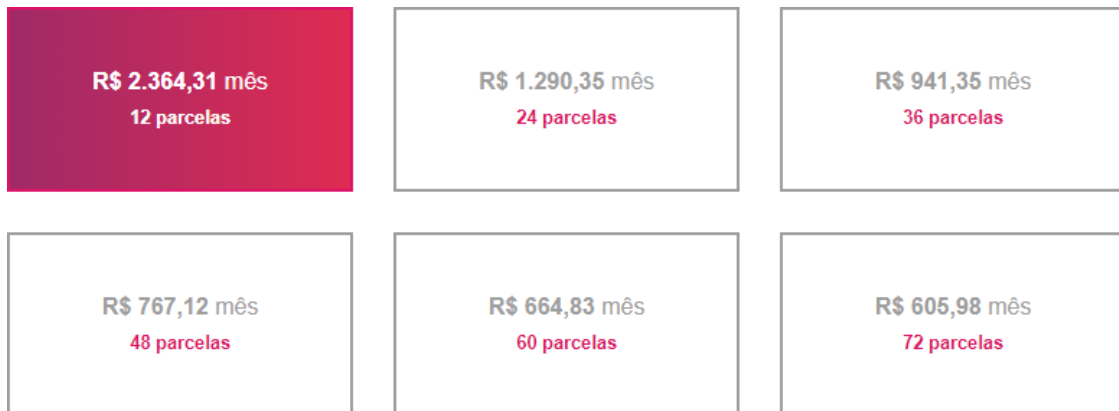 R$ 2.364,31 mês
12 parcelas
R$ 1.290,35 mês
24 parcelas
R$ 941,35 mês
36 parcelas
R$ 767,12 mês
48 parcelas
R$ 664,83 mês
60 parcelas
R$ 605,98 mês
72 parcelas